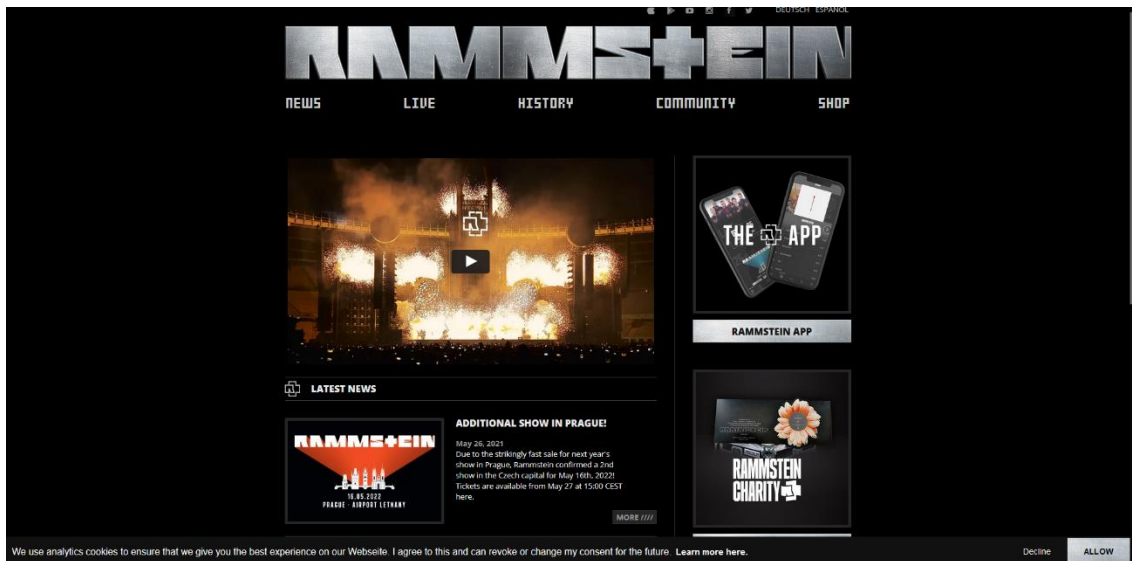 DEUTSCH ESPAÑOL
RAMMSTEIN
NEWS LIVE HISTORY COMMUNITY SHOP
THE APP
RAMMSTEIN APP
LATEST NEWS
RAMMSTEIN
16.05.2022
PRAGUE - AIRPORT LETNANY
ADDITIONAL SHOW IN PRAGUE!
May 26, 2021
Due to the strikingly fast sale for next year's
show in Prague, Rammstein confirmed a 2nd
show in the Czech capital for May 16th, 2022!
Tickets are available from May 27 at 15:00 CEST
here.
MORE ////
RAMMSTEIN
CHARITY
We use analytics cookies to ensure that we give you the best experience on our Webseite. I agree to this and can revoke or change my consent for the future. Learn more here. Decline ALLOW